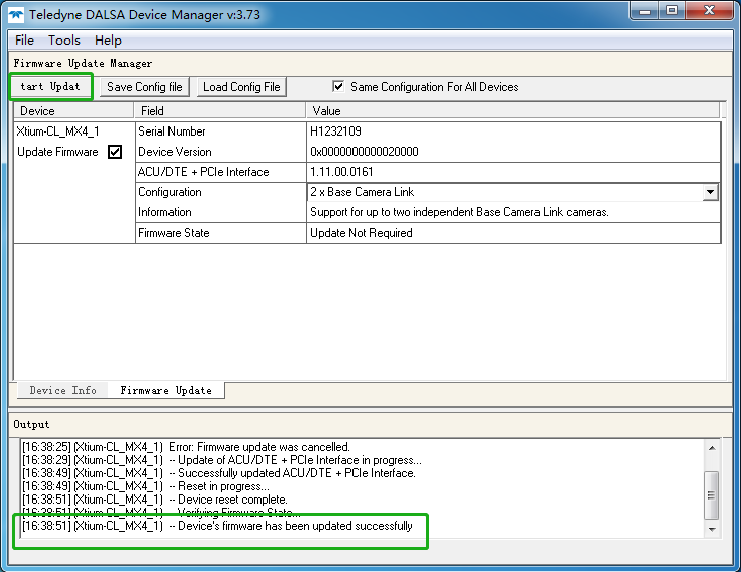 Teledyne DALSA Device Manager v:3.73
File Tools Help
Firmware Update Manager
tart Updat Save Config file Load Config File Same Configuration For All Devices
Device Field Value
Xtium-CL_MX4_1 Serial Number H1232109
Update Firmware Device Version 0x0000000000020000
ACU/DTE + PCIe Interface 1.11.00.0161
Configuration 2 x Base Camera Link
Information Support for up to two independent Base Camera Link cameras.
Firmware State Update Not Required
Device Info Firmware Update
Output
[16:38:25] (Xtium-CL_MX4_1) Error: Firmware update was cancelled.
[16:38:29] (Xtium-CL_MX4_1) -- Update of ACU/DTE + PCIe Interface in progress...
[16:38:49] (Xtium-CL_MX4_1) -- Successfully updated ACU/DTE + PCIe Interface.
[16:38:49] (Xtium-CL_MX4_1) -- Reset in progress...
[16:38:51] (Xtium-CL_MX4_1) -- Device reset complete.
[16:38:51] (Xtium-CL_MX4_1) -- Verifying Firmware State...
[16:38:51] (Xtium-CL_MX4_1) -- Device's firmware has been updated successfully